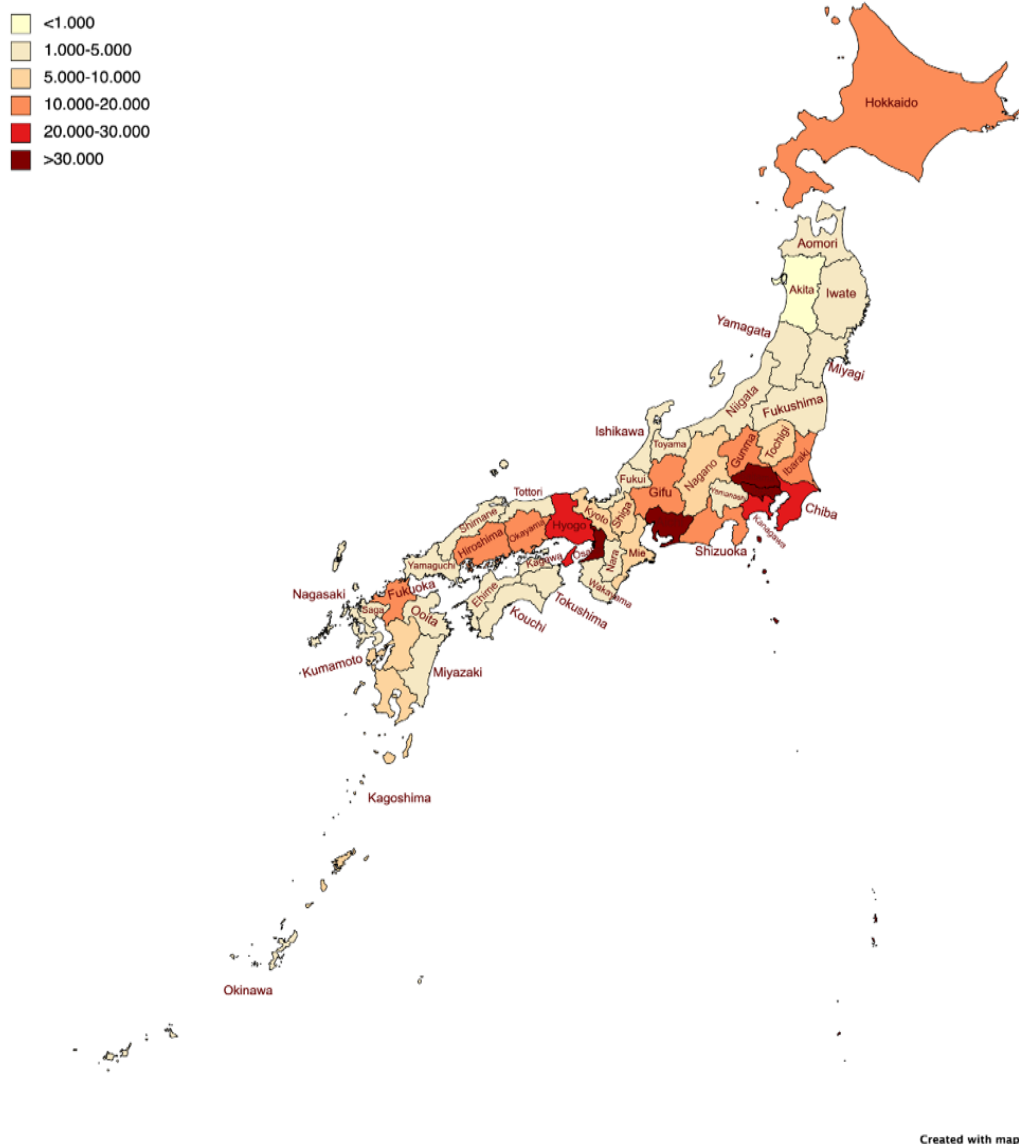 <1.000
1.000-5.000
5.000-10.000
10.000-20.000
20.000-30.000
>30.000
Hokkaido
Aomori
Akita
Iwate
Yamagata
Miyagi
Niigata
Fukushima
Ishikawa
Toyama
Gunma
Tochigi
Ibaraki
Fukui
Nagano
Gifu
Yamanashi
Tottori
Kyoto
Shiga
Chiba
Kanagawa
Shimane
Okayama
Hyogo
Hiroshima
Shizuoka
Osa
Mie
Nara
Yamaguchi
Kagawa
Wakayama
Nagasaki
Fukuoka
Ehime
Tokushima
Saga
Ooita
Kouchi
Kumamoto
Miyazaki
Kagoshima
Okinawa
Created with map